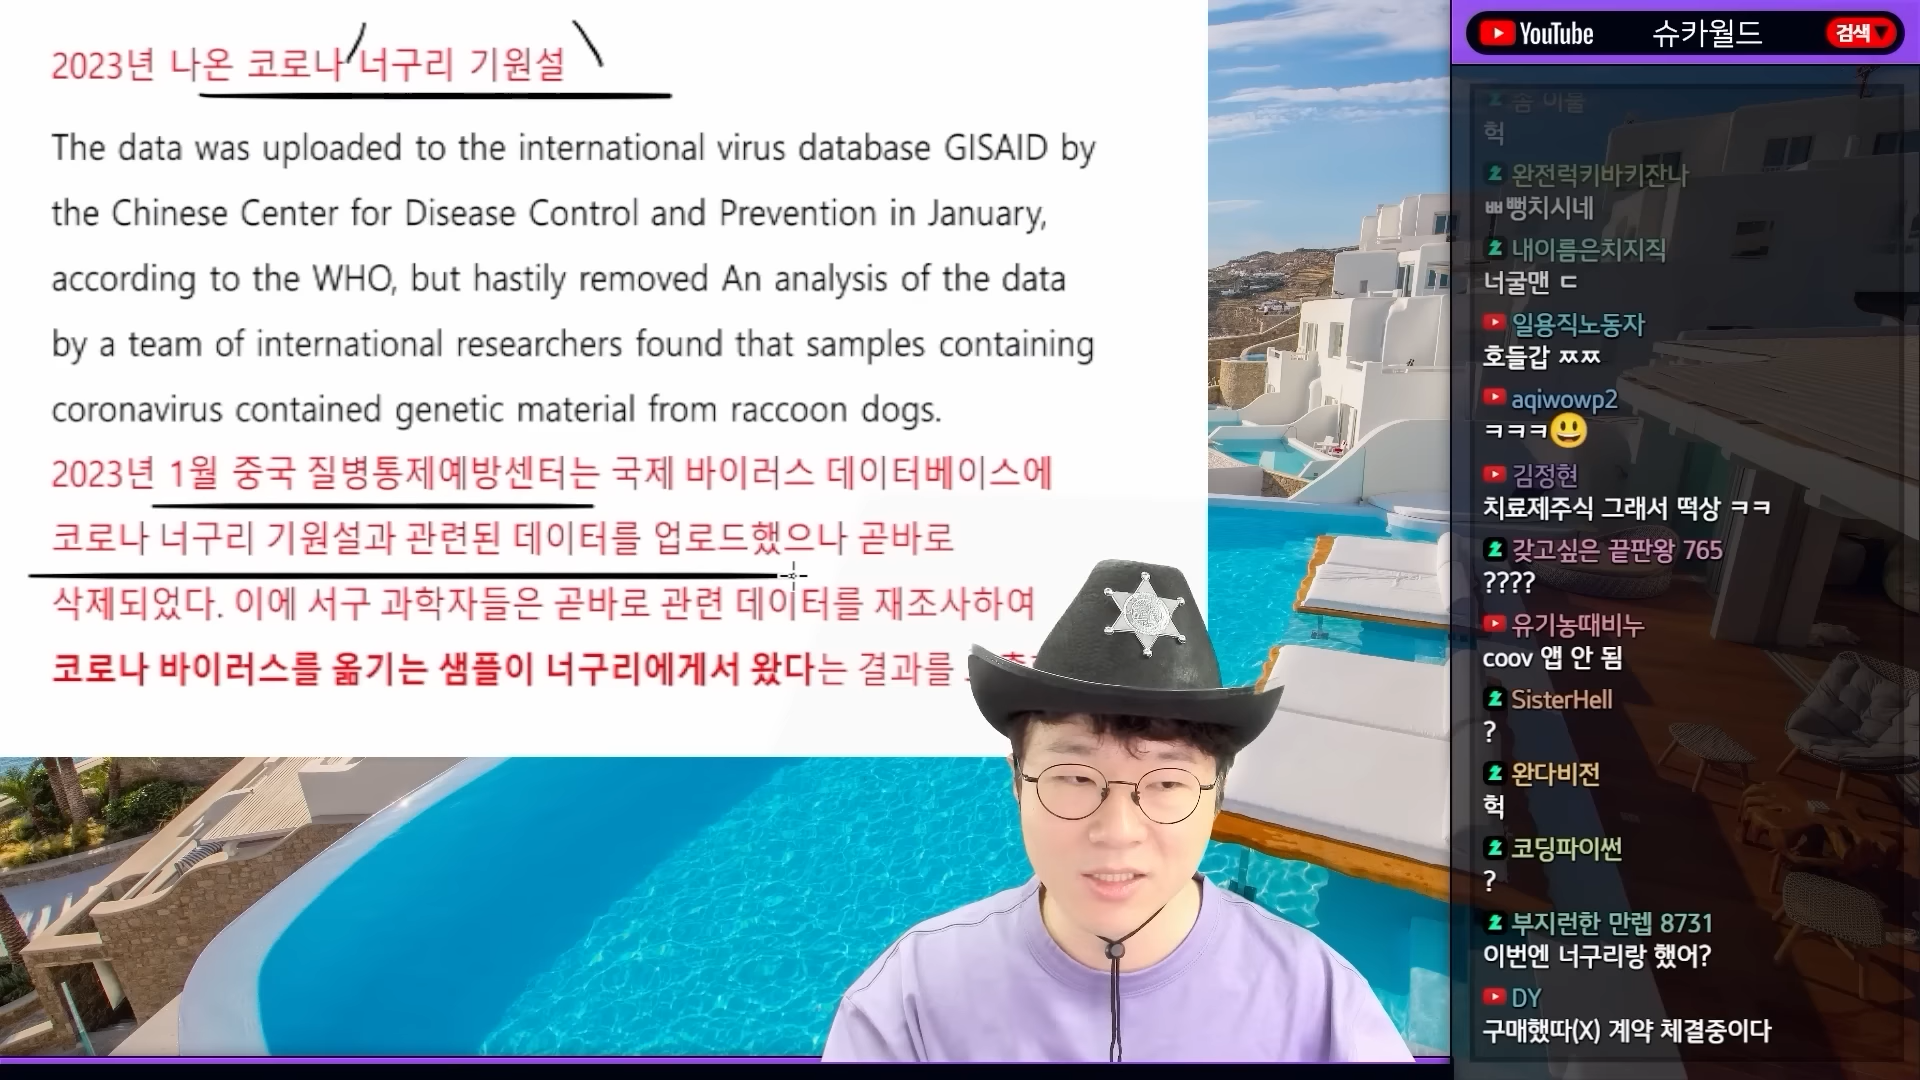 2023년 나온 코로나 너구리 기원설
The data was uploaded to the international virus database GISAID by
the Chinese Center for Disease Control and Prevention in January,
according to the WHO, but hastily removed An analysis of the data
by a team of international researchers found that samples containing
coronavirus contained genetic material from raccoon dogs.
2023년 1월 중국 질병통제예방센터는 국제 바이러스 데이터베이스에
코로나 너구리 기원설과 관련된 데이터를 업로드했으나 곧바로
삭제되었다. 이에 서구 과학자들은 곧바로 관련 데이터를 재조사하여
코로나 바이러스를 옮기는 샘플이 너구리에게서 왔다는 결과를
YouTube 슈카월드 검색
헉
완전럭키바키잔나
ㅃ뻥치시네
내이름은치지직
너굴맨 ㄷ
일용직노동자
호들갑 ㅉㅉ
aqiwowp2
ㅋㅋㅋ😃
김정현
치료제주식 그래서 떡상 ㅋㅋ
갖고싶은 끝판왕 765
????
유기농때비누
coov 앱 안 됨
SisterHell
?
완다비전
헉
코딩파이썬
?
부지런한 만렙 8731
이번엔 너구리랑 했어?
DY
구매했따(X) 계약 체결중이다